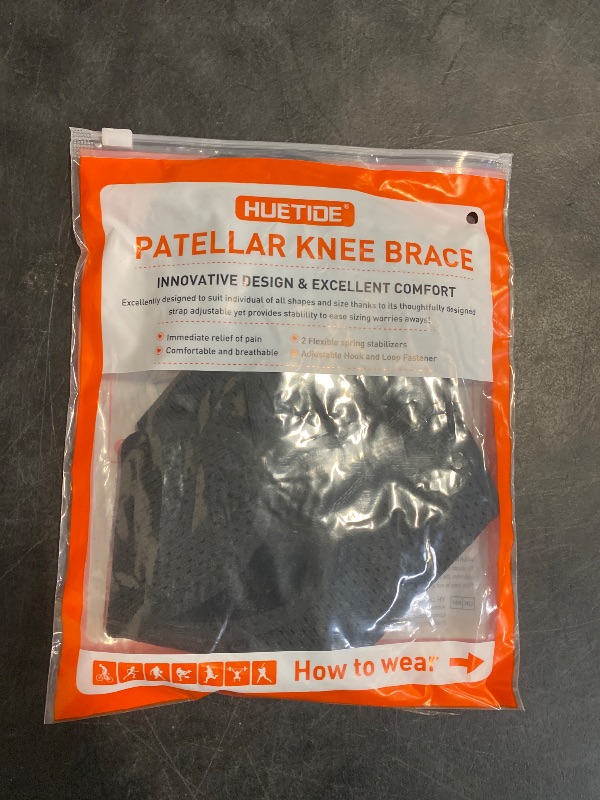 HUETIDE®
PATELLAR KNEE BRACE
INNOVATIVE DESIGN & EXCELLENT COMFORT
Excellently designed to suit individual of all shapes and size thanks to its thoughtfully designed
strap adjustable yet provides stability to ease sizing worries aways!
Immediate relief of pain
2 Flexible spring stabilizers
Comfortable and breathable
Adjustable Hook and Loop Fastener
How to wear